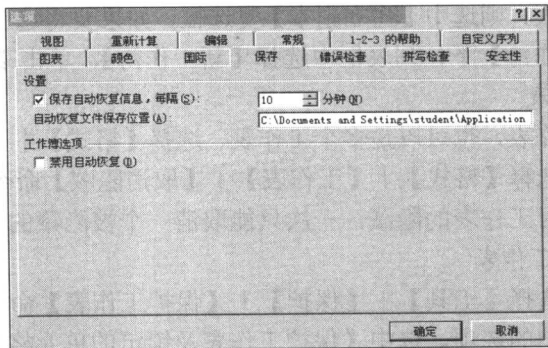 选项
视图 重新计算 编辑 常规 1-2-3 的帮助 自定义序列
图表 颜色 国际 保存 错误检查 拼写检查 安全性
设置
保存自动恢复信息，每隔(S): 10 分钟(M)
自动恢复文件保存位置(A): C:\Documents and Settings\student\Application
工作簿选项
禁用自动恢复(D)
确定 取消